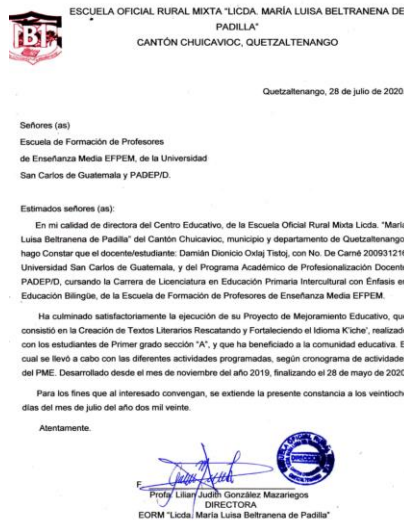 ESCUELA OFICIAL RURAL MIXTA "LICDA. MARÍA LUISA BELTRANENA DE
PADILLA"
CANTÓN CHUICAVIOC, QUETZALTENANGO
Quetzaltenango, 28 de julio de 2020.
Señores (as)
Escuela de Formación de Profesores
de Enseñanza Media EFPEM, de la Universidad
San Carlos de Guatemala y PADEP/D.
Estimados señores (as):
En mi calidad de directora del Centro Educativo, de la Escuela Oficial Rural Mixta Licda. "María
Luisa Beltranena de Padilla" del Cantón Chuicavioc, municipio y departamento de Quetzaltenango
hago Constar que el docente/estudiante: Damián Dionicio Oxlaj Tistoj, con No. De Carné 200931216
Universidad San Carlos de Guatemala, y del Programa Académico de Profesionalización Docente
PADEP/D, cursando la Carrera de Licenciatura en Educación Primaria Intercultural con Énfasis en
Educación Bilingüe, de la Escuela de Formación de Profesores de Enseñanza Media EFPEM.
Ha culminado satisfactoriamente la ejecución de su Proyecto de Mejoramiento Educativo, que
consistió en la Creación de Textos Literarios Rescatando y Fortaleciendo el Idioma K'iche', realizado
con los estudiantes de Primer grado sección "A", y que ha beneficiado a la comunidad educativa. E
cual se llevó a cabo con las diferentes actividades programadas, según cronograma de actividades
del PME. Desarrollado desde el mes de noviembre del año 2019, finalizando el 28 de mayo de 2020
Para los fines que al interesado convengan, se extiende la presente constancia a los veintiocho
días del mes de julio del año dos mil veinte.
Atentamente.
F.
Profa. Lilian Judith González Mazariegos
DIRECTORA
EORM "Licda. María Luisa Beltranena de Padilla"